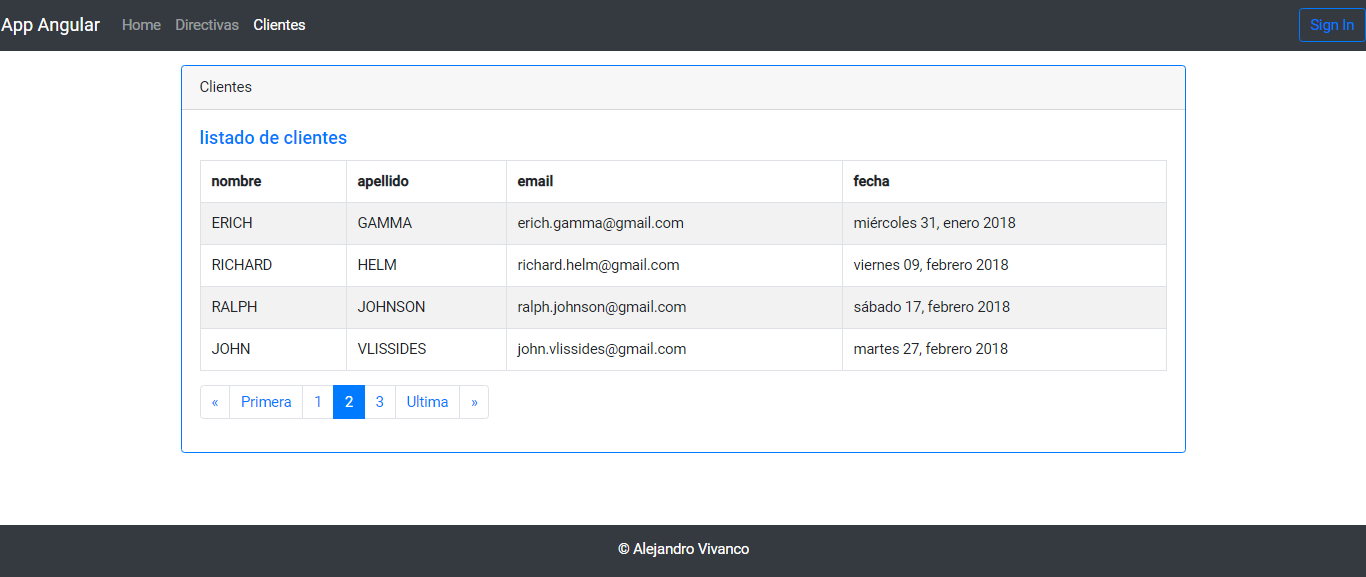 App Angular Home Directivas Clientes Sign In
Clientes
listado de clientes
nombre apellido email fecha
ERICH GAMMA erich.gamma@gmail.com miércoles 31, enero 2018
RICHARD HELM richard.helm@gmail.com viernes 09, febrero 2018
RALPH JOHNSON ralph.johnson@gmail.com sábado 17, febrero 2018
JOHN VLISSIDES john.vlissides@gmail.com martes 27, febrero 2018
« Primera 1 2 3 Ultima »
© Alejandro Vivanco